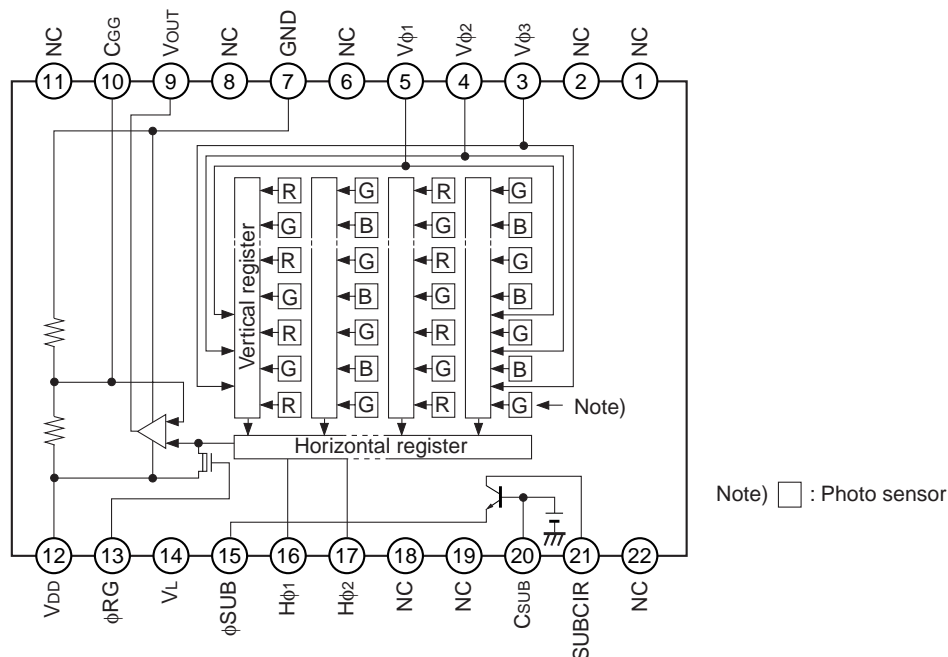 NC CGG VOUT NC GND NC Vϕ1 Vϕ2 Vϕ3 NC NC
11 10 9 8 7 6 5 4 3 2 1
R G R G
G B G B
R G R G
G B G B
R G R G
G B G B
R G R G
Vertical register
Note)
Horizontal register
Note) : Photo sensor
12 13 14 15 16 17 18 19 20 21 22
VDD ϕRG VL ϕSUB Hϕ1 Hϕ2 NC NC CSUB SUBCIR NC